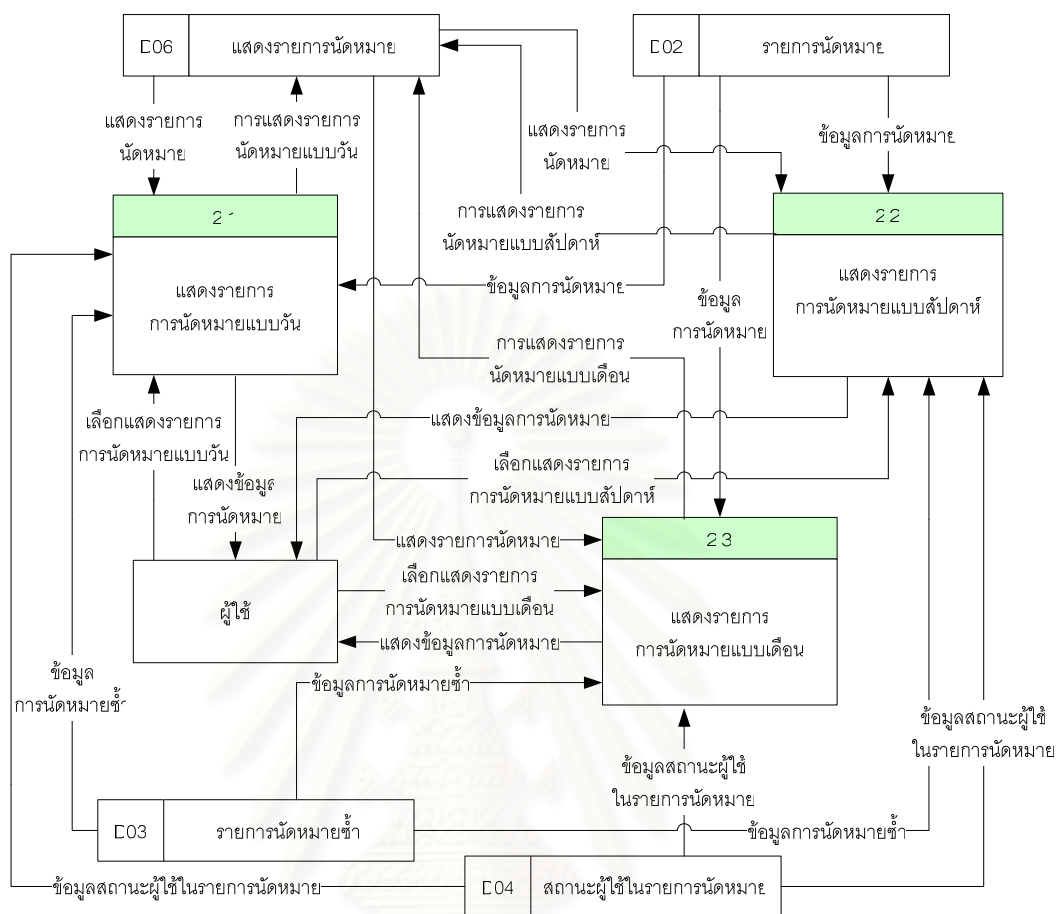 D06
แสดงรายการนัดหมาย
D02
รายการนัดหมาย
แสดงรายการ
นัดหมาย
การแสดงรายการ
นัดหมายแบบวัน
แสดงรายการ
นัดหมาย
ข้อมูลการนัดหมาย
2.1
แสดงรายการ
การนัดหมายแบบวัน
การแสดงรายการ
นัดหมายแบบสัปดาห์
2.2
แสดงรายการ
การนัดหมายแบบสัปดาห์
ข้อมูลการนัดหมาย
ข้อมูล
การนัดหมาย
การแสดงรายการ
นัดหมายแบบเดือน
เลือกแสดงรายการ
การนัดหมายแบบวัน
แสดงข้อมูลการนัดหมาย
แสดงข้อมูล
การนัดหมาย
เลือกแสดงรายการ
การนัดหมายแบบสัปดาห์
แสดงรายการนัดหมาย
2.3
แสดงรายการ
การนัดหมายแบบเดือน
ผู้ใช้
เลือกแสดงรายการ
การนัดหมายแบบเดือน
แสดงข้อมูลการนัดหมาย
ข้อมูล
การนัดหมายซ้ำ
ข้อมูลการนัดหมายซ้ำ
ข้อมูลสถานะผู้ใช้
ในรายการนัดหมาย
ข้อมูลสถานะผู้ใช้
ในรายการนัดหมาย
D03
รายการนัดหมายซ้ำ
ข้อมูลการนัดหมายซ้ำ
ข้อมูลสถานะผู้ใช้ในรายการนัดหมาย
D04
สถานะผู้ใช้ในรายการนัดหมาย